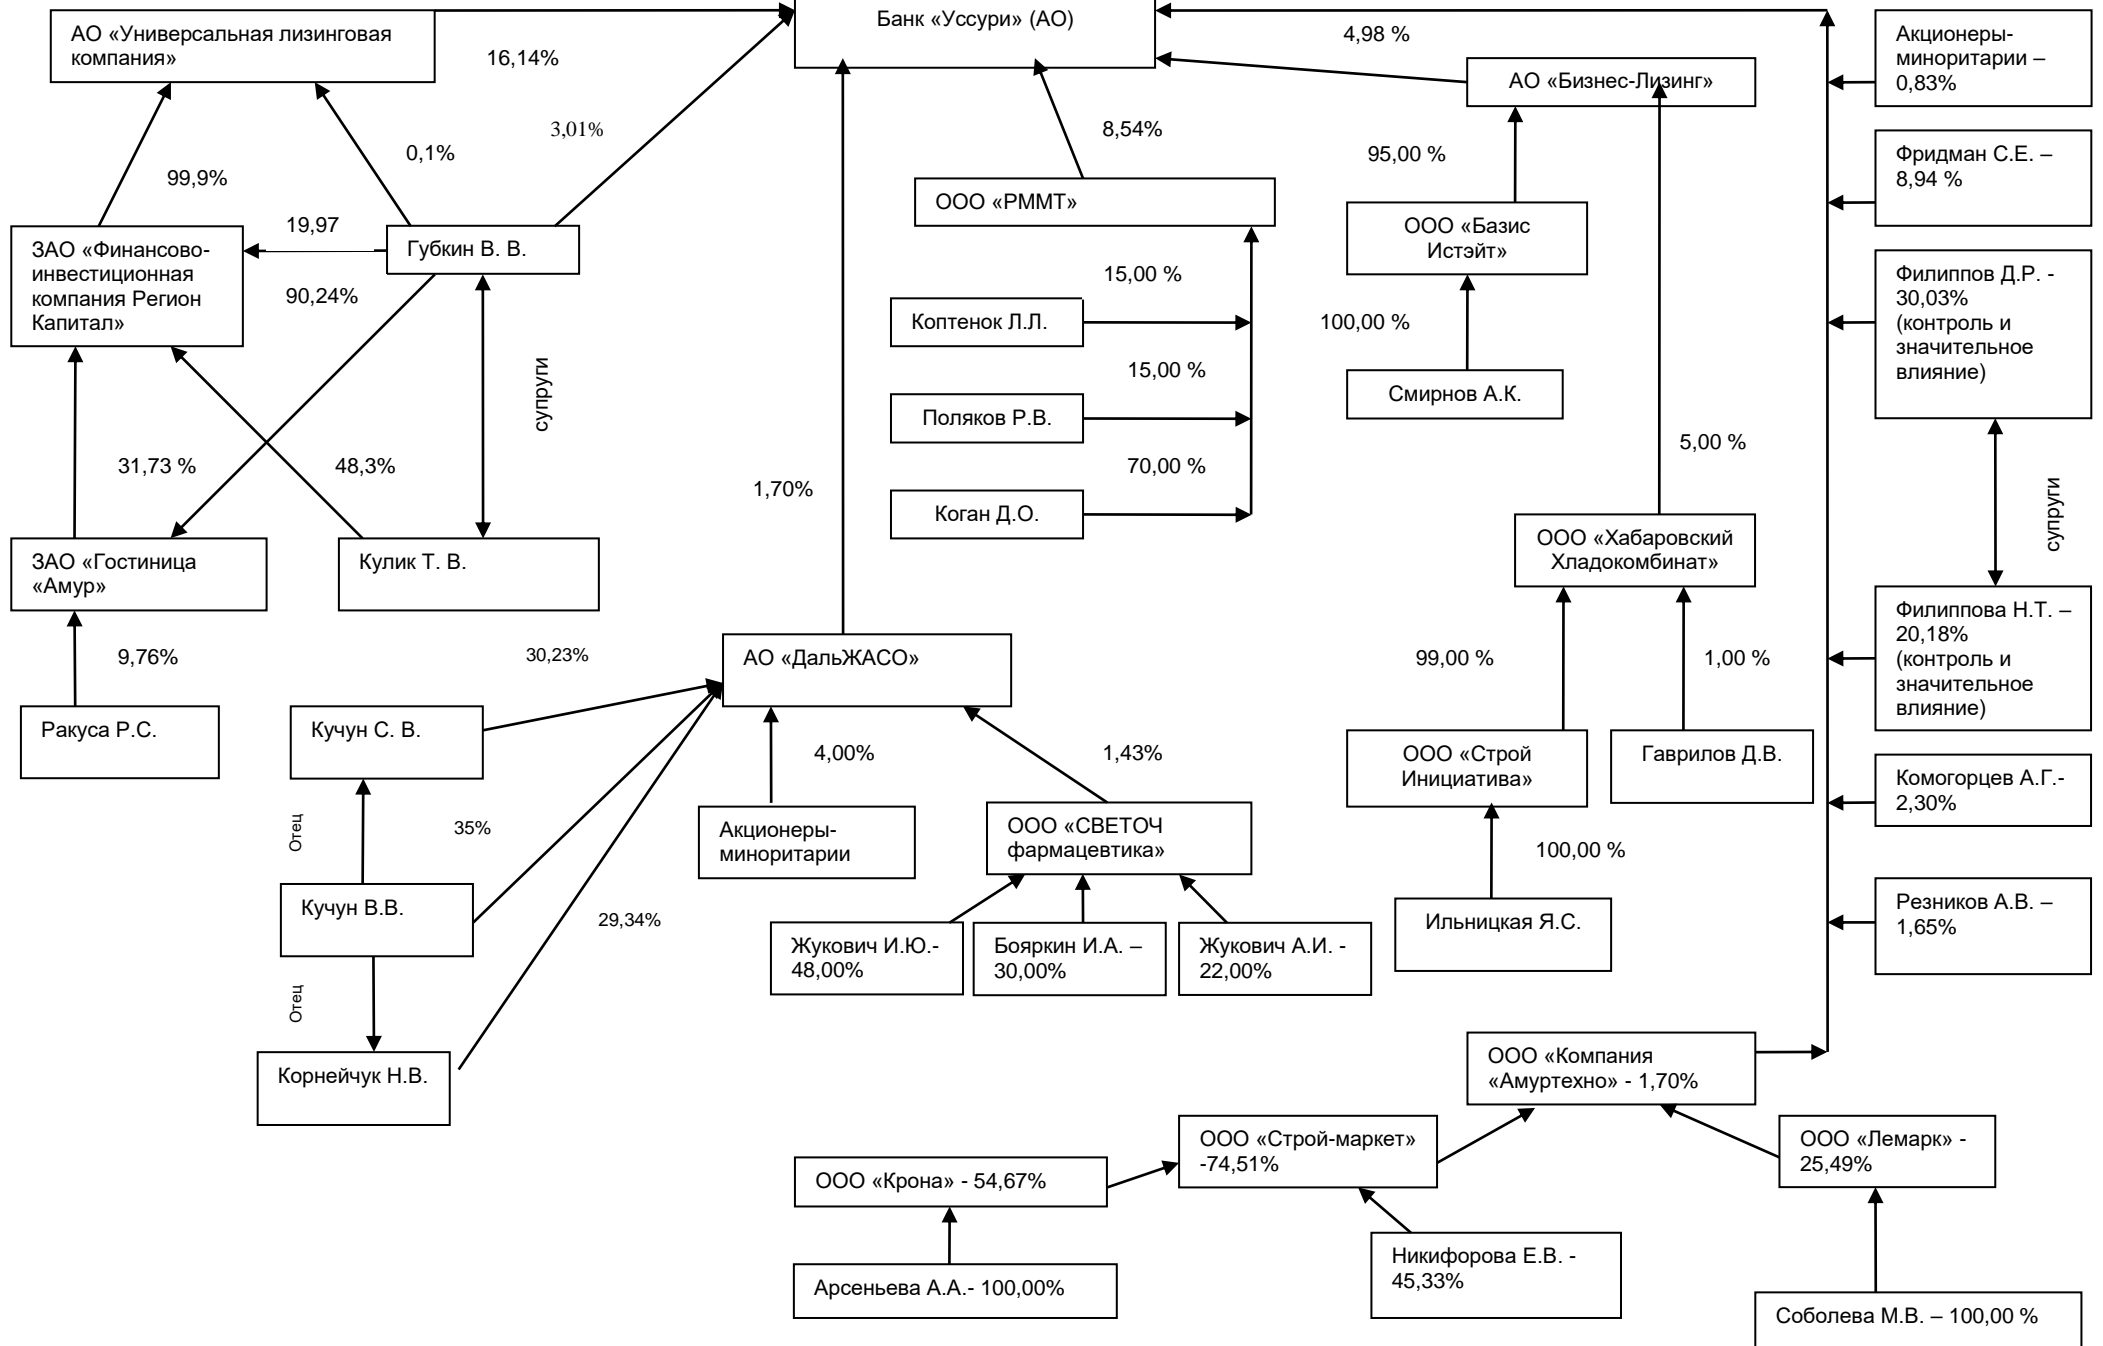 Банк «Уссури» (АО)
АО «Универсальная лизинговая
компания»
16,14%
4,98 %
Акционеры-
миноритарии –
0,83%
АО «Бизнес-Лизинг»
3,01%
0,1%
8,54%
95,00 %
99,9%
Фридман С.Е. –
8,94 %
ООО «РММТ»
19,97
ЗАО «Финансово-
инвестиционная
компания Регион
Капитал»
Губкин В. В.
ООО «Базис
Истэйт»
90,24%
15,00 %
Филиппов Д.Р. -
30,03%
(контроль и
значительное
влияние)
Коптенок Л.Л.
100,00 %
15,00 %
супруги
Смирнов А.К.
Поляков Р.В.
5,00 %
31,73 %
48,3%
70,00 %
1,70%
Коган Д.О.
супруги
ООО «Хабаровский
Хладокомбинат»
ЗАО «Гостиница
«Амур»
Кулик Т. В.
Филиппова Н.Т. –
20,18%
(контроль и
значительное
влияние)
9,76%
30,23%
АО «ДальЖАСО»
99,00 %
1,00 %
Ракуса Р.С.
Кучун С. В.
4,00%
1,43%
ООО «Строй
Инициатива»
Гаврилов Д.В.
Комогорцев А.Г.-
2,30%
Отец
35%
Акционеры-
миноритарии
ООО «СВЕТОЧ
фармацевтика»
100,00 %
Кучун В.В.
29,34%
Ильницкая Я.С.
Резников А.В. –
1,65%
Жукович И.Ю.-
48,00%
Бояркин И.А. –
30,00%
Жукович А.И. -
22,00%
Отец
Корнейчук Н.В.
ООО «Компания
«Амуртехно» - 1,70%
ООО «Строй-маркет»
-74,51%
ООО «Лемарк» -
25,49%
ООО «Крона» - 54,67%
Никифорова Е.В. -
45,33%
Арсеньева А.А.- 100,00%
Соболева М.В. – 100,00 %